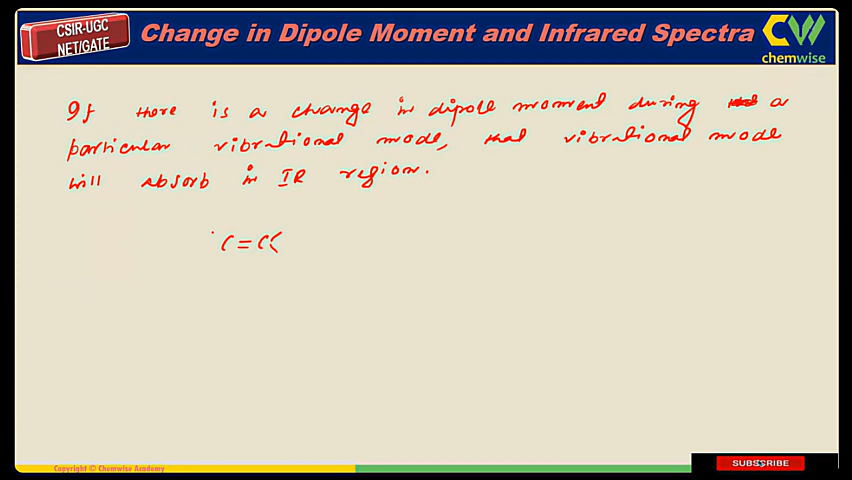 CSIR-UGC
NET/GATE
Change in Dipole Moment and Infrared Spectra
CW
chemwise
If there is a change in dipole moment during a
particular vibrational mode, that vibrational mode
will absorb in IR region.
C=C
Copyright © Chemwise Academy
SUBSCRIBE